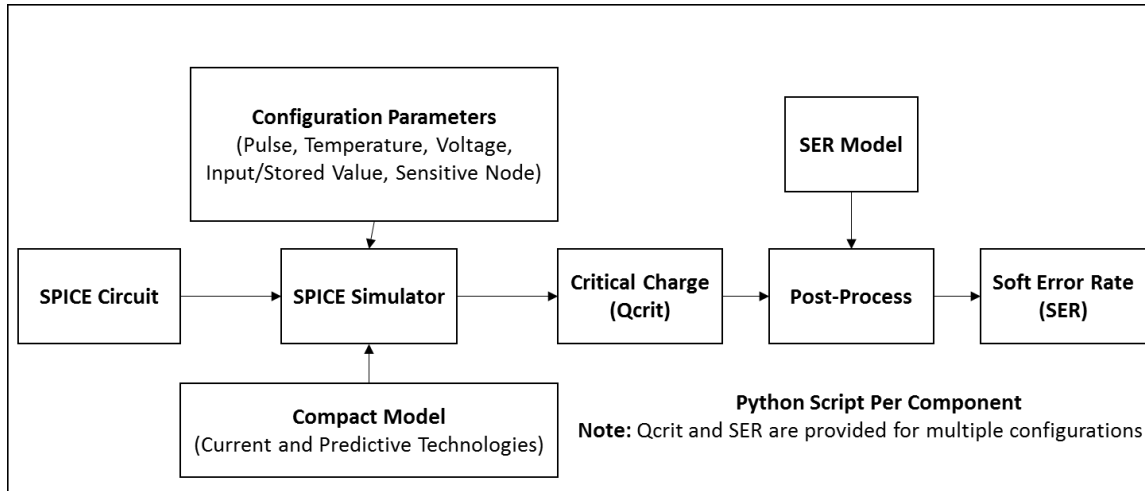 Configuration Parameters
(Pulse, Temperature, Voltage,
Input/Stored Value, Sensitive Node)
SER Model
SPICE Circuit
SPICE Simulator
Critical Charge
(Qcrit)
Post-Process
Soft Error Rate
(SER)
Compact Model
(Current and Predictive Technologies)
Python Script Per Component
Note: Qcrit and SER are provided for multiple configurations